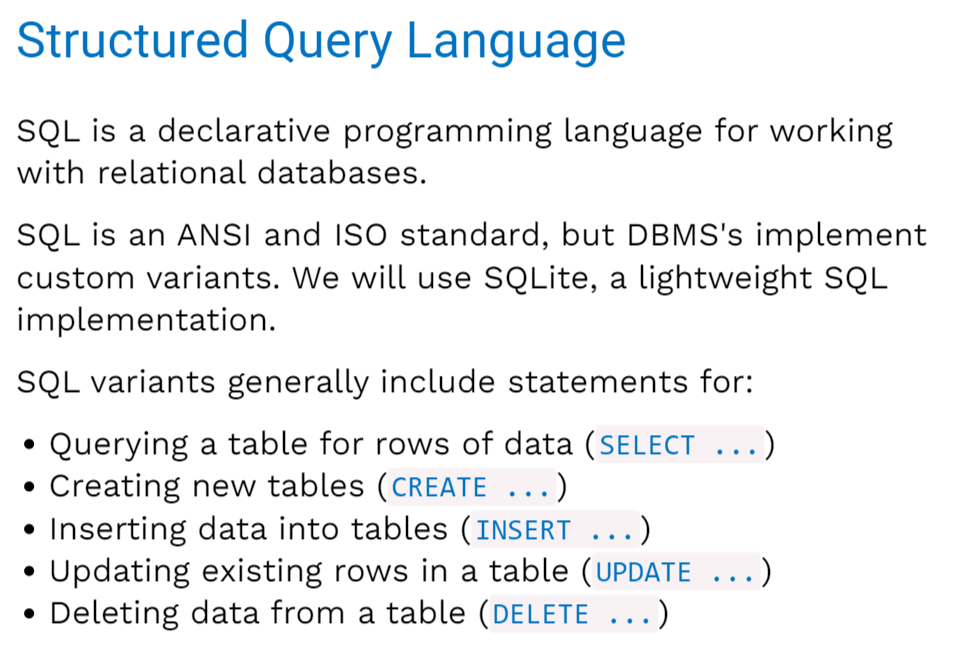 Structured Query Language
SQL is a declarative programming language for working
with relational databases.
SQL is an ANSI and ISO standard, but DBMS's implement
custom variants. We will use SQLite, a lightweight SQL
implementation.
SQL variants generally include statements for:
• Querying a table for rows of data (SELECT ...)
• Creating new tables (CREATE ...)
• Inserting data into tables (INSERT ...)
• Updating existing rows in a table (UPDATE ...)
• Deleting data from a table (DELETE ...)